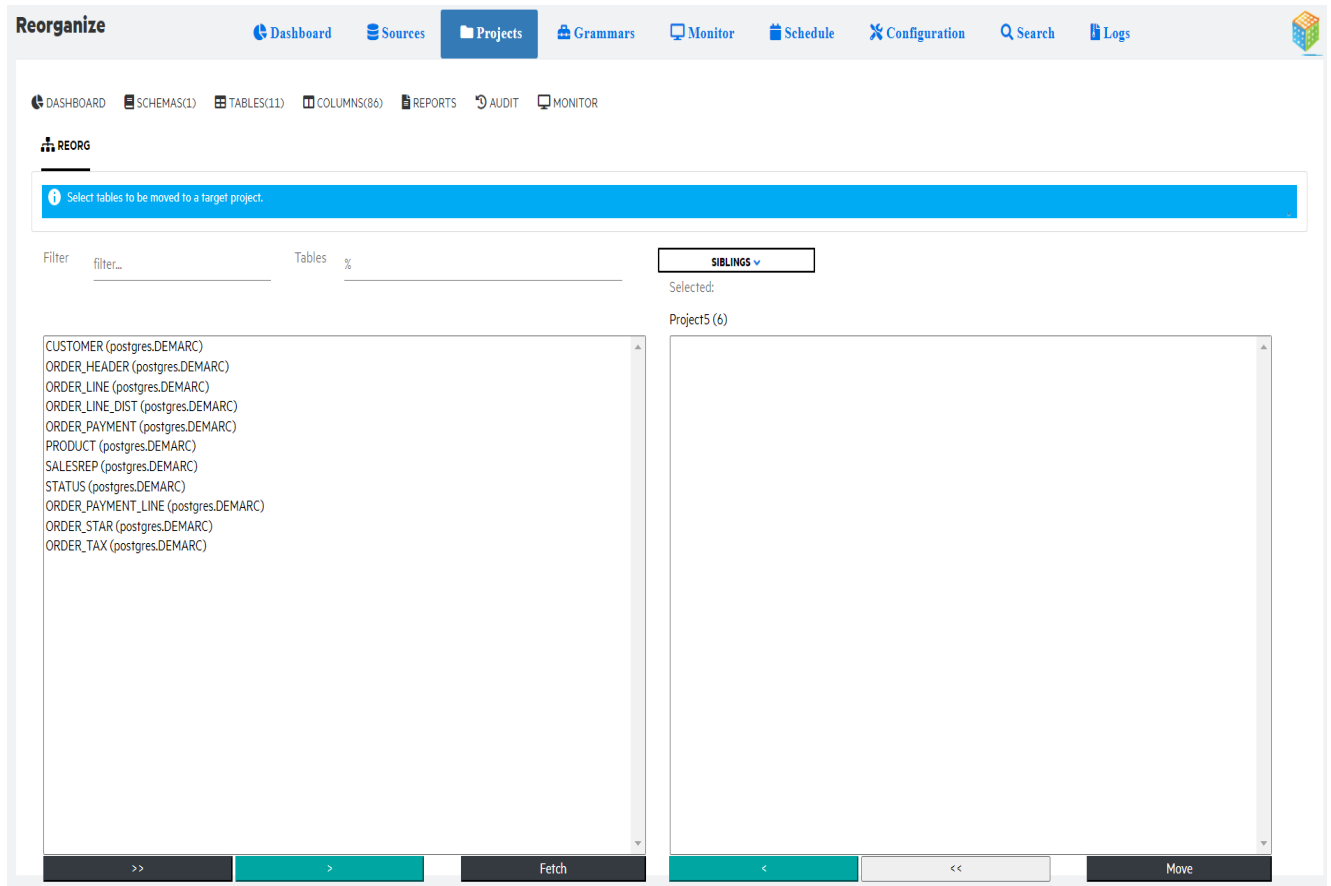 Reorganize
Dashboard Sources Projects Grammars Monitor Schedule Configuration Search Logs
DASHBOARD SCHEMAS(1) TABLES(11) COLUMNS(86) REPORTS AUDIT MONITOR
REORG
Select tables to be moved to a target project.
Filter filter... Tables % SIBLINGS
Selected:
Project5 (6)
CUSTOMER (postgres.DEMARC)
ORDER_HEADER (postgres.DEMARC)
ORDER_LINE (postgres.DEMARC)
ORDER_LINE_DIST (postgres.DEMARC)
ORDER_PAYMENT (postgres.DEMARC)
PRODUCT (postgres.DEMARC)
SALESREP (postgres.DEMARC)
STATUS (postgres.DEMARC)
ORDER_PAYMENT_LINE (postgres.DEMARC)
ORDER_STAR (postgres.DEMARC)
ORDER_TAX (postgres.DEMARC)
>> > Fetch < << Move